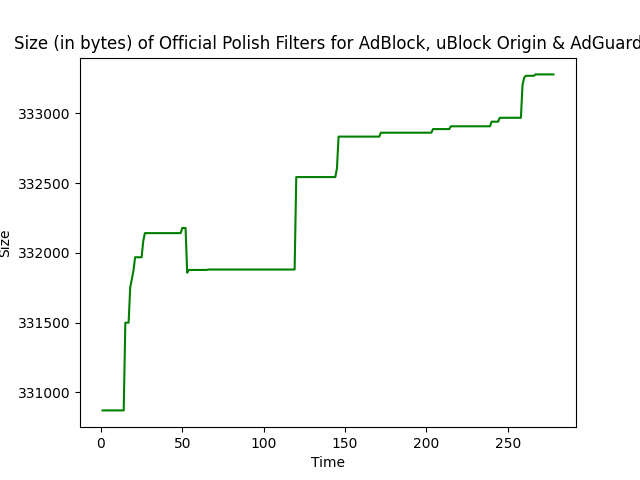 Size (in bytes) of Official Polish Filters for AdBlock, uBlock Origin & AdGuard
333000
332500
332000
331500
331000
Size
0 50 100 150 200 250
Time